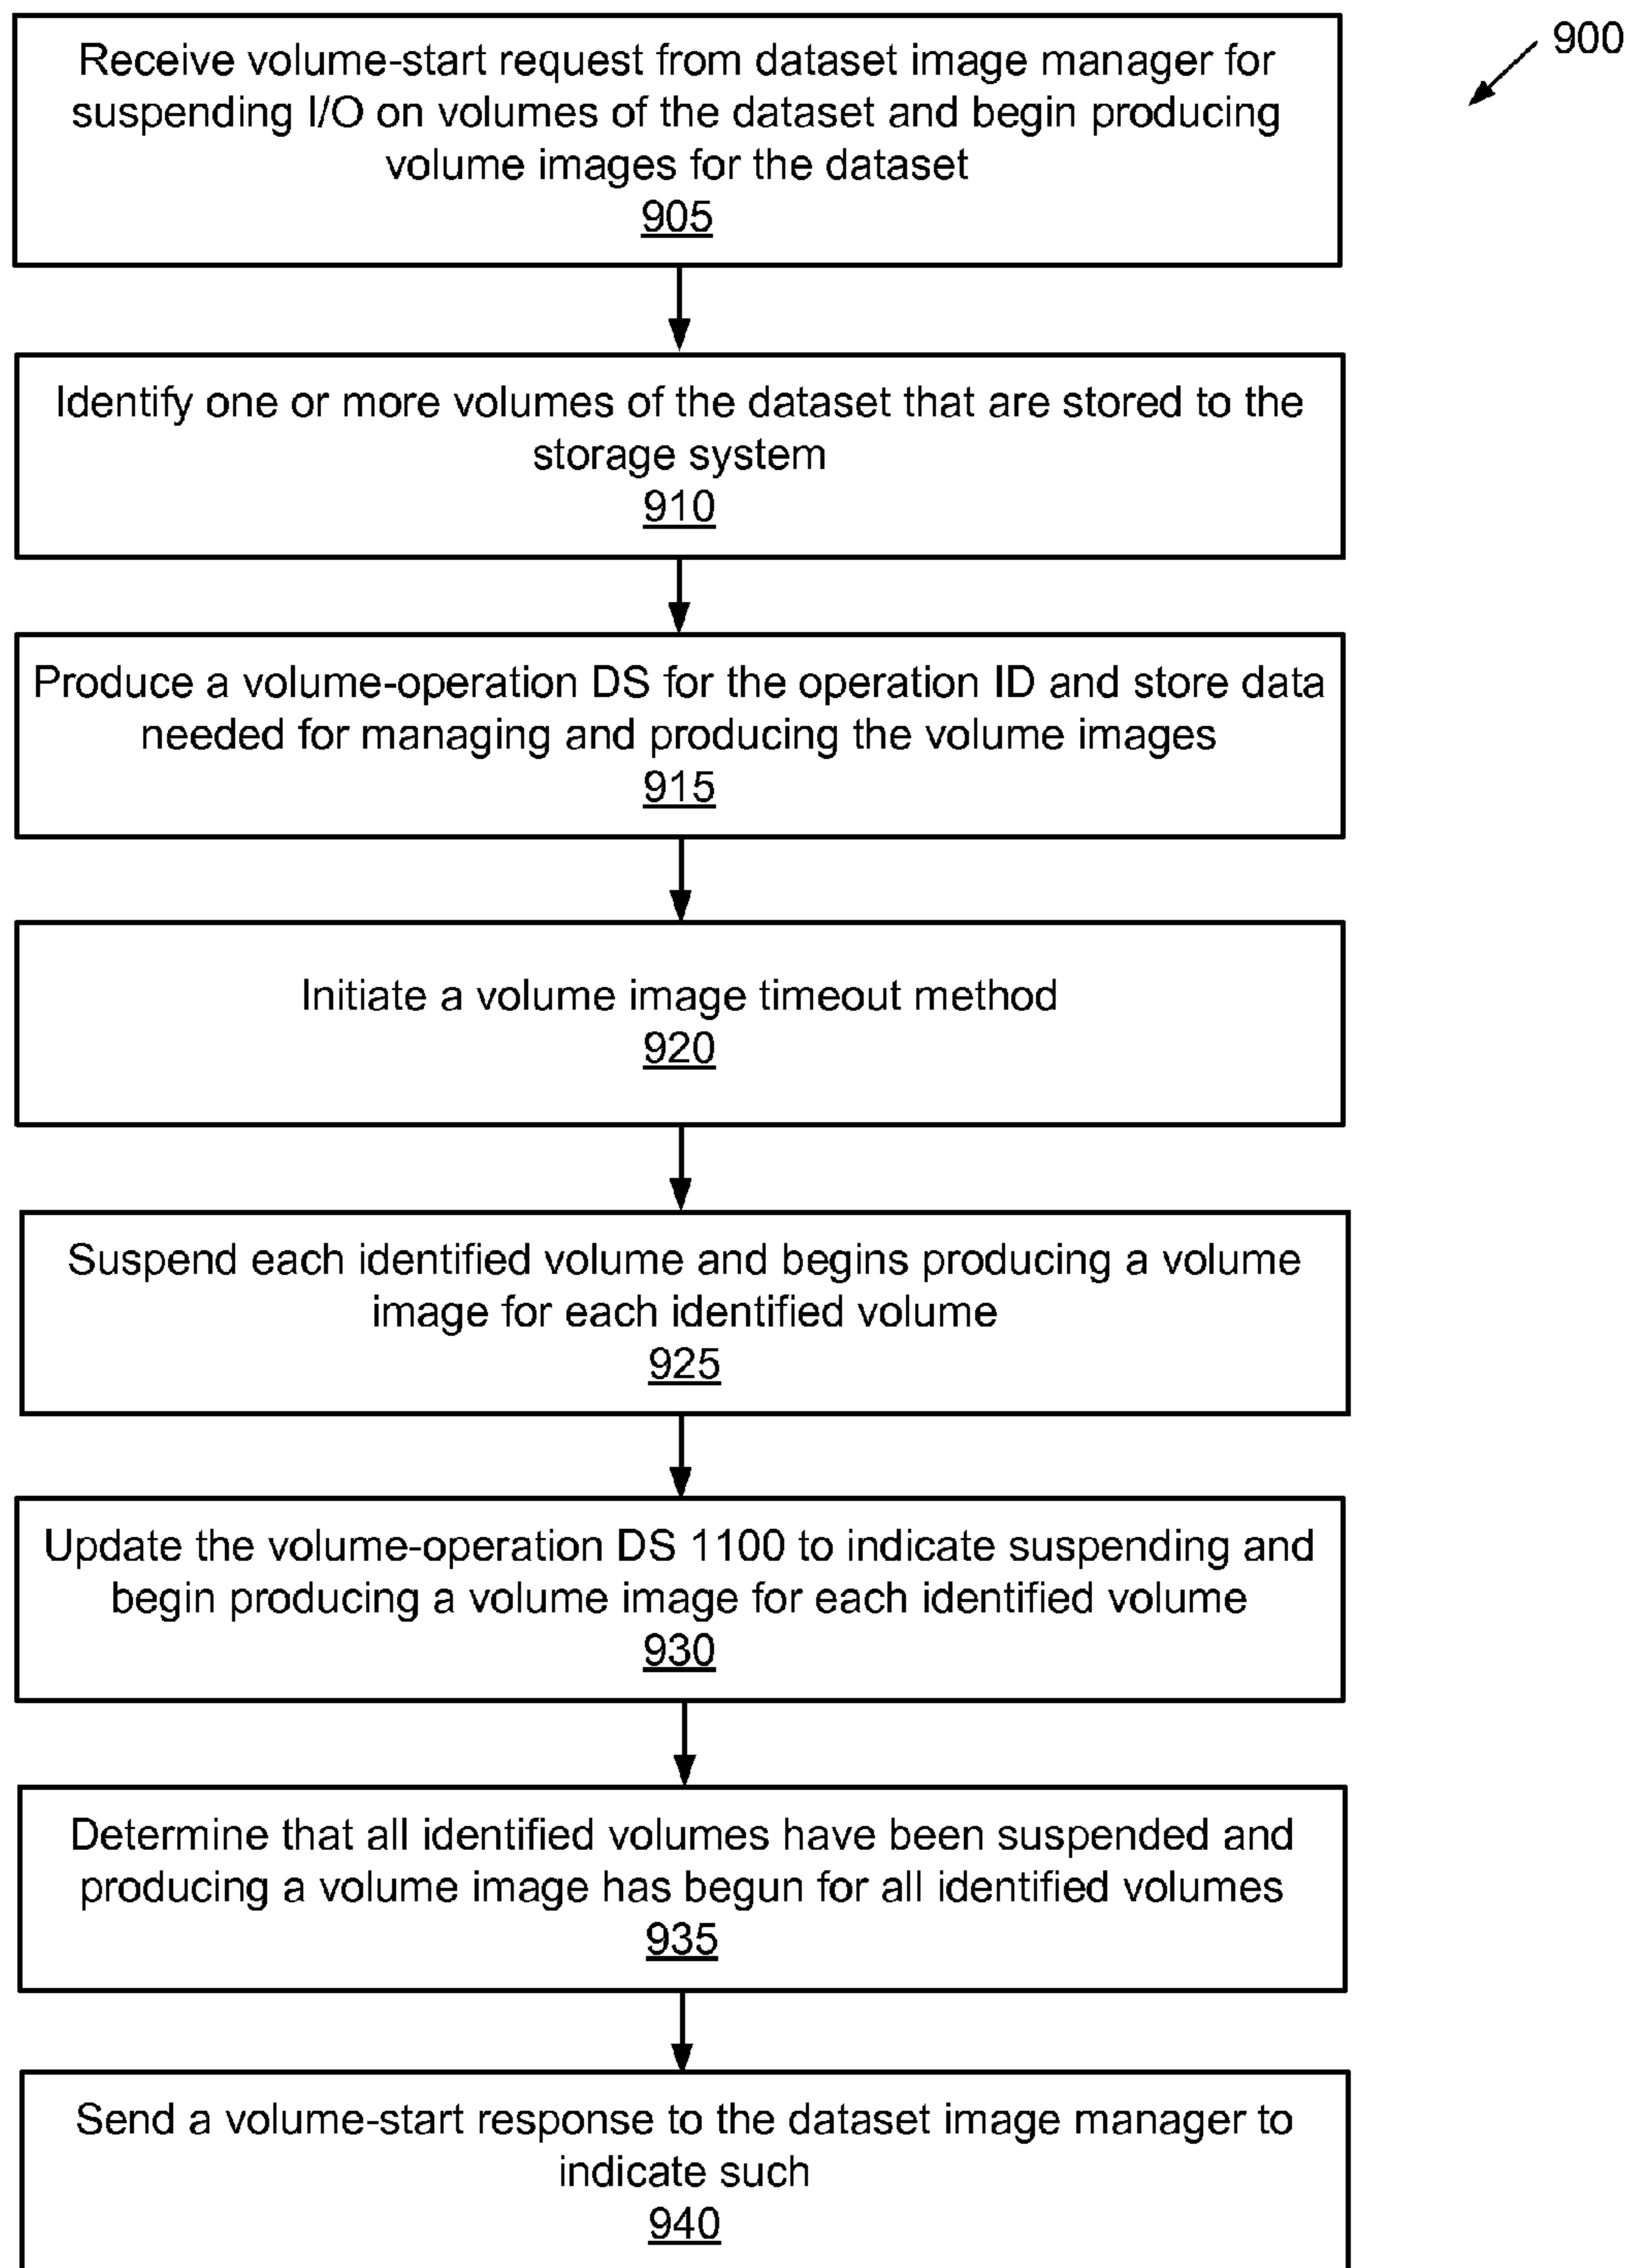 900
Receive volume-start request from dataset image manager for
suspending I/O on volumes of the dataset and begin producing
volume images for the dataset
905
Identify one or more volumes of the dataset that are stored to the
storage system
910
Produce a volume-operation DS for the operation ID and store data
needed for managing and producing the volume images
915
Initiate a volume image timeout method
920
Suspend each identified volume and begins producing a volume
image for each identified volume
925
Update the volume-operation DS 1100 to indicate suspending and
begin producing a volume image for each identified volume
930
Determine that all identified volumes have been suspended and
producing a volume image has begun for all identified volumes
935
Send a volume-start response to the dataset image manager to
indicate such
940